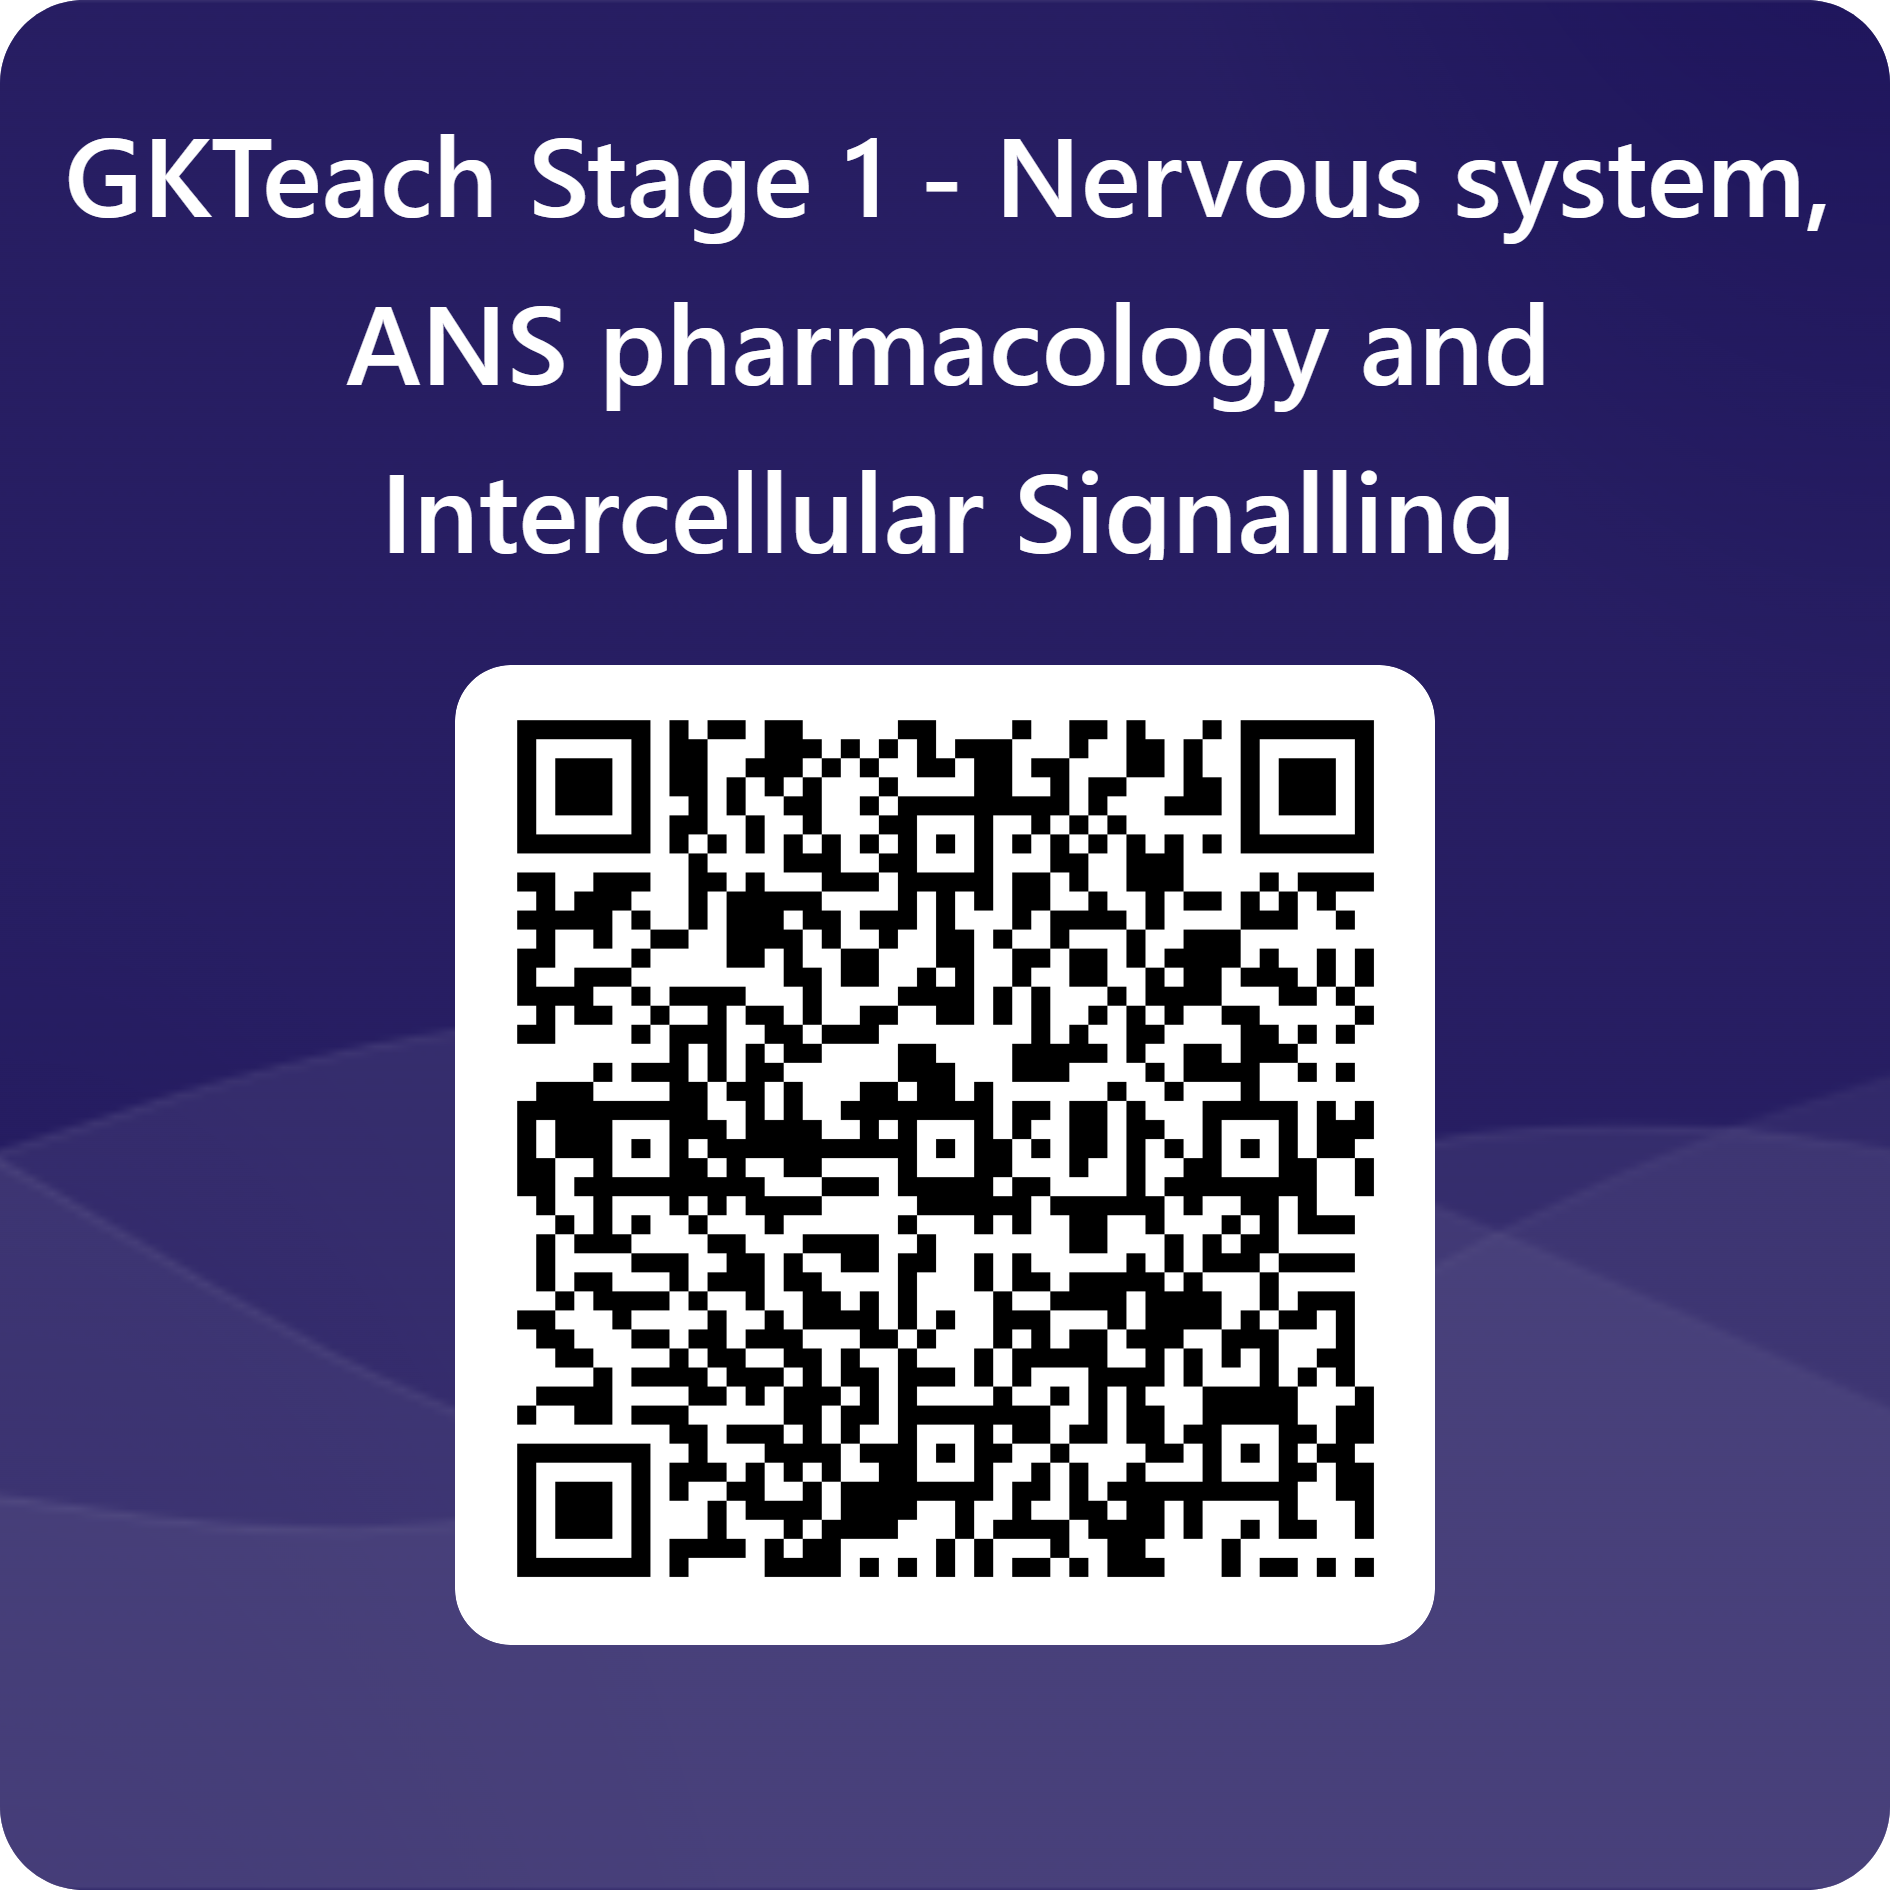 GKTeach Stage 1 - Nervous system,
ANS pharmacology and
Intercellular Signalling